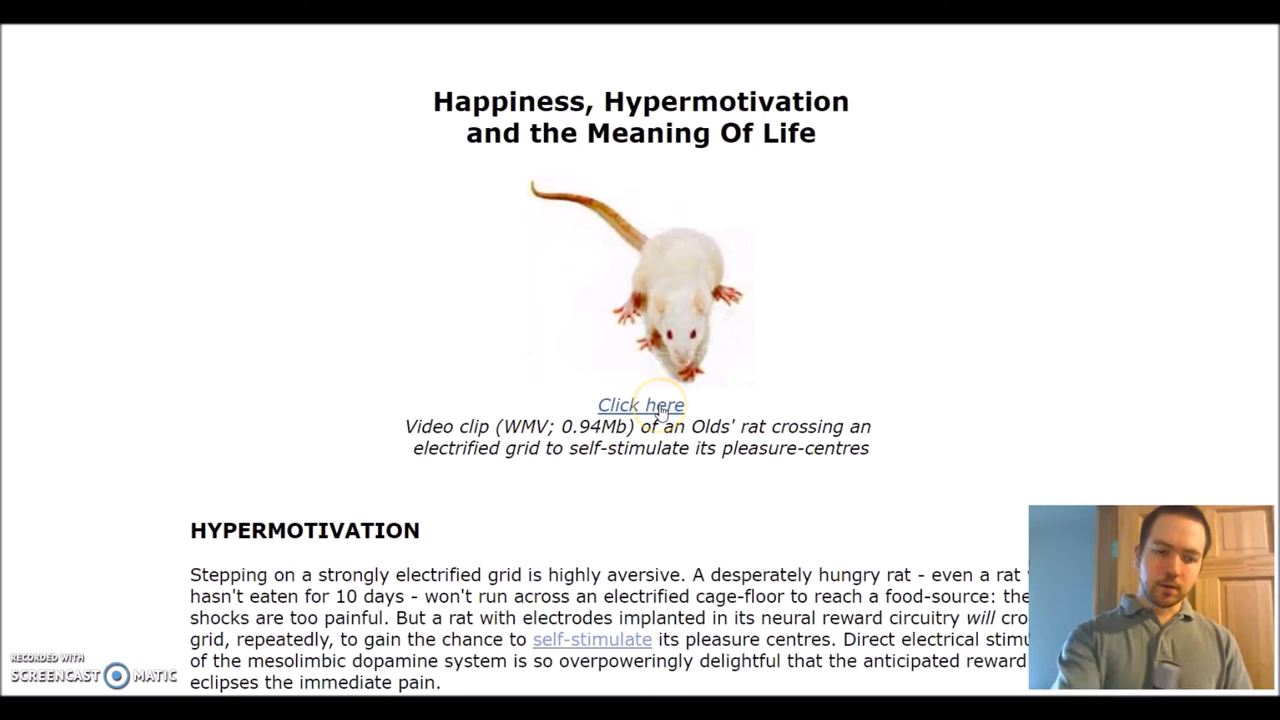 Happiness, Hypermotivation
and the Meaning Of Life
Click here
Video clip (WMV; 0.94Mb) of an Olds' rat crossing an
electrified grid to self-stimulate its pleasure-centres
HYPERMOTIVATION
Stepping on a strongly electrified grid is highly aversive. A desperately hungry rat - even a rat
hasn't eaten for 10 days - won't run across an electrified cage-floor to reach a food-source: the
shocks are too painful. But a rat with electrodes implanted in its neural reward circuitry will cro
grid, repeatedly, to gain the chance to self-stimulate its pleasure centres. Direct electrical stim
of the mesolimbic dopamine system is so overpoweringly delightful that the anticipated reward
eclipses the immediate pain.
RECORDED WITH
SCREENCAST MATIC